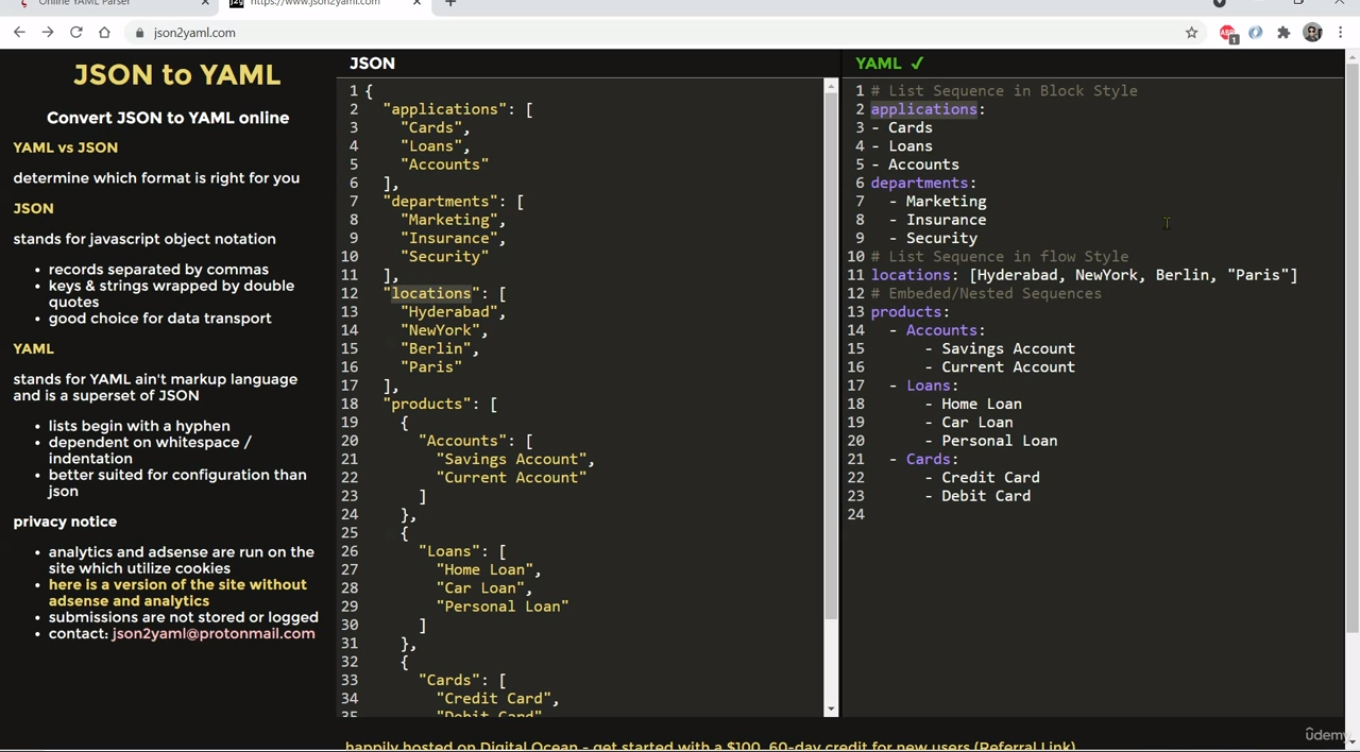 Online YAML Parser
https://www.json2yaml.com
json2yaml.com
JSON to YAML
Convert JSON to YAML online
YAML vs JSON
determine which format is right for you
JSON
stands for javascript object notation
records separated by commas
keys & strings wrapped by double
quotes
good choice for data transport
YAML
stands for YAML ain't markup language
and is a superset of JSON
lists begin with a hyphen
dependent on whitespace /
indentation
better suited for configuration than
json
privacy notice
analytics and adsense are run on the
site which utilize cookies
here is a version of the site without
adsense and analytics
submissions are not stored or logged
contact: json2yaml@protonmail.com
JSON
1 {
2 "applications": [
3 "Cards",
4 "Loans",
5 "Accounts"
6 ],
7 "departments": [
8 "Marketing",
9 "Insurance",
10 "Security"
11 ],
12 "locations": [
13 "Hyderabad",
14 "NewYork",
15 "Berlin",
16 "Paris"
17 ],
18 "products": [
19 {
20 "Accounts": [
21 "Savings Account",
22 "Current Account"
23 ]
24 },
25 {
26 "Loans": [
27 "Home Loan",
28 "Car Loan",
29 "Personal Loan"
30 ]
31 },
32 {
33 "Cards": [
34 "Credit Card",
35 "Debit Card"
YAML ✓
1 # List Sequence in Block Style
2 applications:
3 - Cards
4 - Loans
5 - Accounts
6 departments:
7 - Marketing
8 - Insurance
9 - Security
10 # List Sequence in flow Style
11 locations: [Hyderabad, NewYork, Berlin, "Paris"]
12 # Embeded/Nested Sequences
13 products:
14 - Accounts:
15 - Savings Account
16 - Current Account
17 - Loans:
18 - Home Loan
19 - Car Loan
20 - Personal Loan
21 - Cards:
22 - Credit Card
23 - Debit Card
24
happily hosted on Digital Ocean - get started with a $100, 60-day credit for new users (Referral Link)
ûdemy